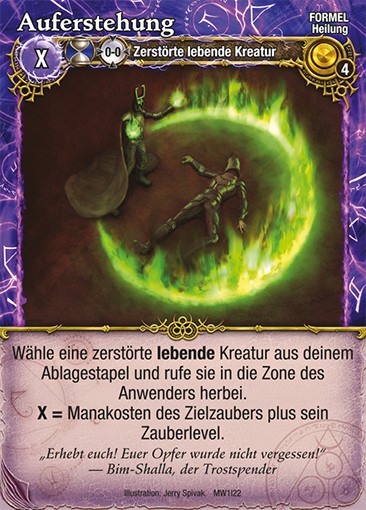 Auferstehung
FORMEL
Heilung
X
0-0
Zerstörte lebende Kreatur
4
Wähle eine zerstörte lebende Kreatur aus deinem
Ablagestapel und rufe sie in die Zone des
Anwenders herbei.
X = Manakosten des Zielzaubers plus sein
Zauberlevel.
„Erhebt euch! Euer Opfer wurde nicht vergessen!“
— Bim-Shalla, der Trostspender
Illustration: Jerry Spivak. MW1I22